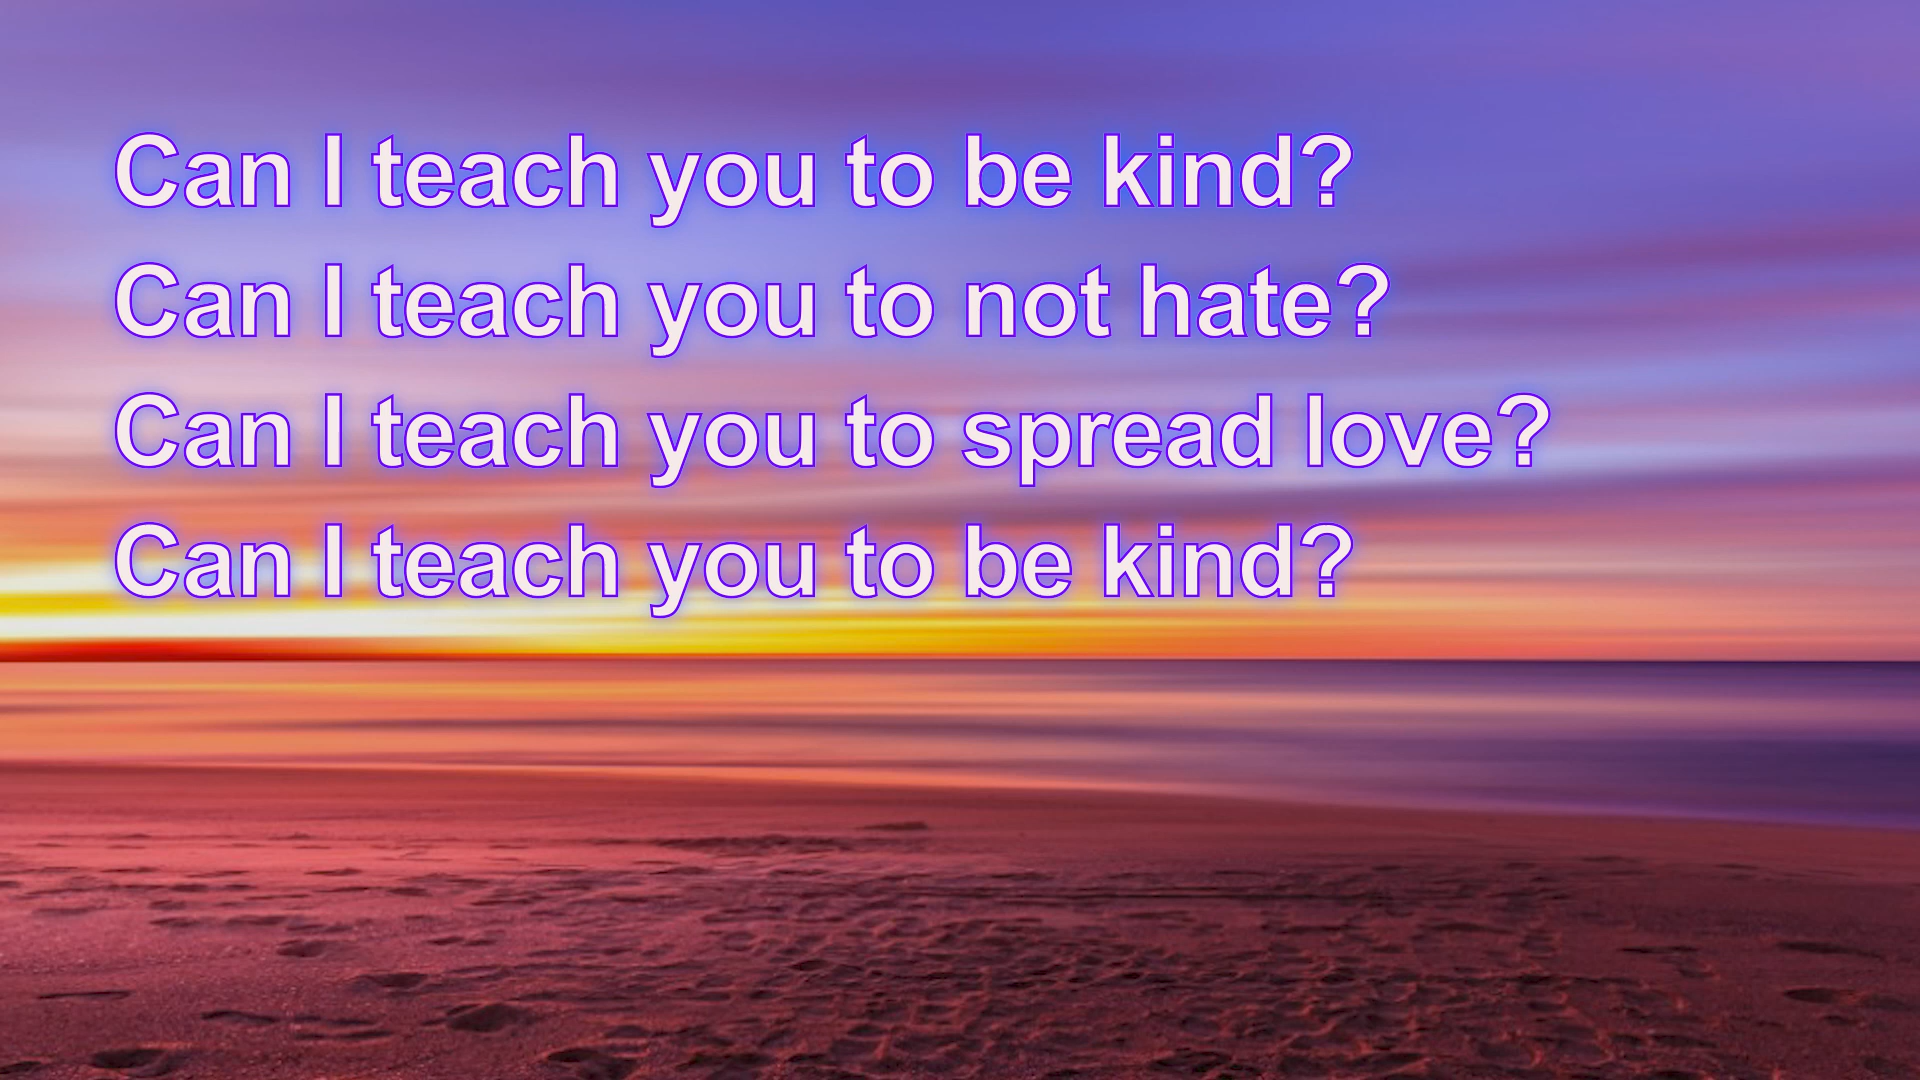 Can I teach you to be kind?
Can I teach you to not hate?
Can I teach you to spread love?
Can I teach you to be kind?